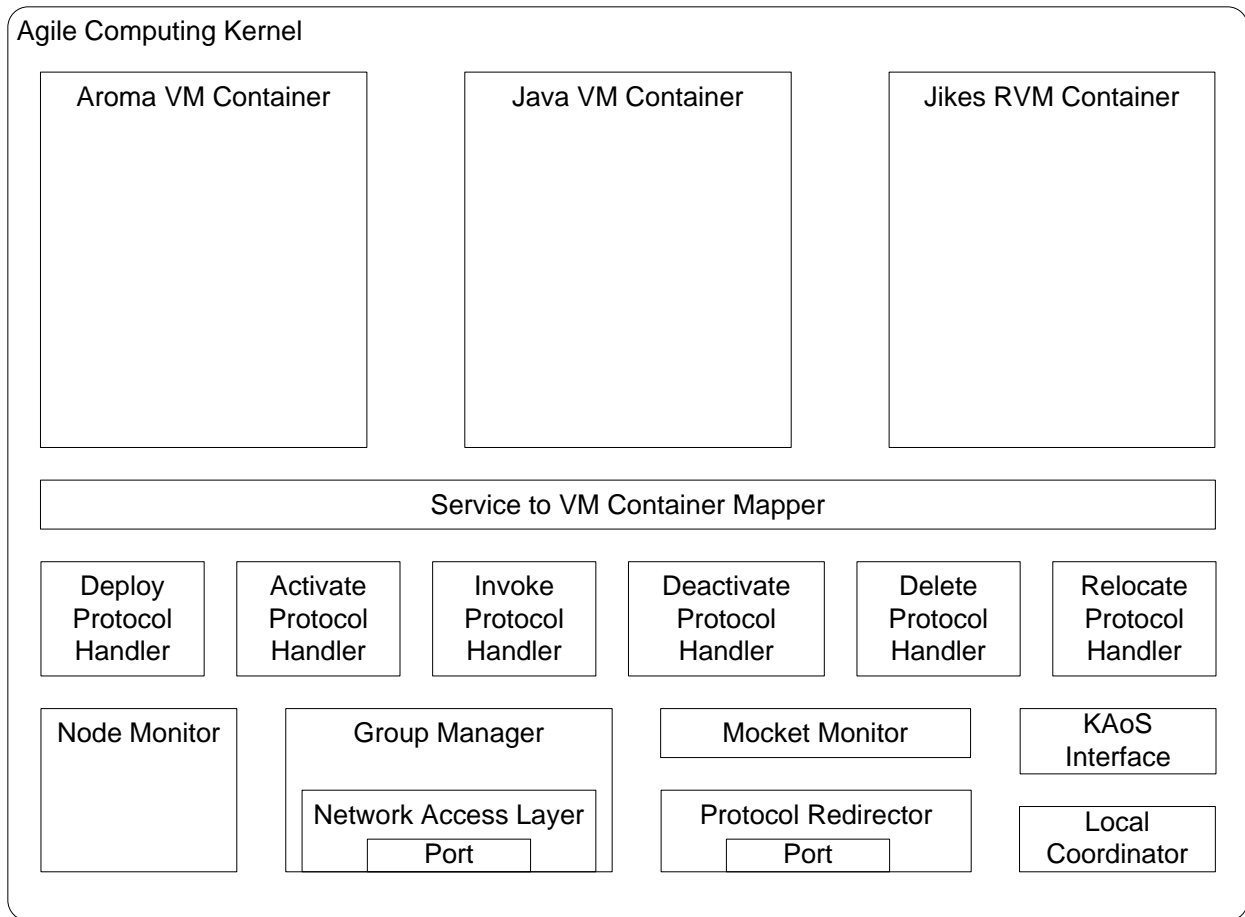 Agile Computing Kernel
Aroma VM Container
Java VM Container
Jikes RVM Container
Service to VM Container Mapper
Deploy
Protocol
Handler
Activate
Protocol
Handler
Invoke
Protocol
Handler
Deactivate
Protocol
Handler
Delete
Protocol
Handler
Relocate
Protocol
Handler
Node Monitor
Group Manager
Network Access Layer
Port
Mocket Monitor
Protocol Redirector
Port
KAoS
Interface
Local
Coordinator